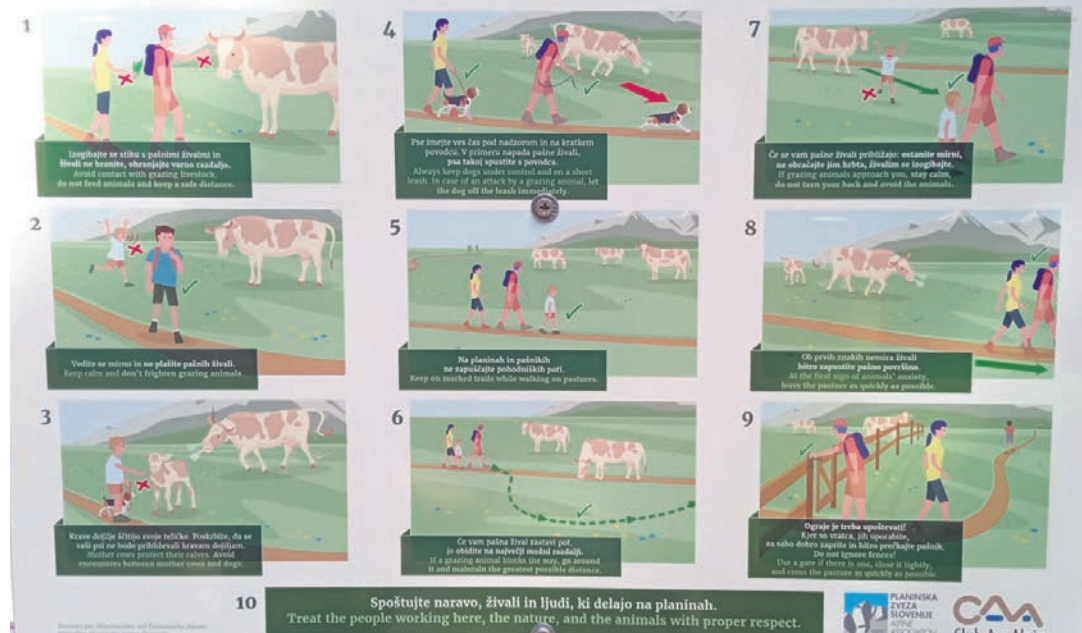 1
Izogibajte se stiku s pašnimi živalmi in
živali ne hranite, ohranjajte varno razdaljo.
Avoid contact with grazing livestock,
do not feed animals and keep a safe distance.
2
Vedite se mirno in ne plašite pašnih živali.
Keep calm and don't frighten grazing animals.
3
Krave dojilje ščitijo svoje teličke. Poskrbite, da se
vaši psi ne bodo približevali kravam dojiljam.
Mother cows protect their calves. Avoid
encounters between mother cows and dogs.
4
Pse imejte ves čas pod nadzorom in na kratkem
povodcu. V primeru napada pašne živali,
psa takoj spustite s povodca.
Always keep dogs under control and on a short
leash. In case of an attack by a grazing animal, let
the dog off the leash immediately.
5
Na planinah in pašnikih
ne zapuščajte pohodniških poti.
Keep on marked trails while walking on pastures.
6
Če vam pašna žival zastavi pot,
jo obidite na največji možni razdalji.
If a grazing animal blocks the way, go around
it and maintain the greatest possible distance.
7
Če se vam pašne živali približajo: ostanite mirni,
ne obračajte jim hrbta, živalim se izogibajte.
If grazing animals approach you, stay calm,
do not turn your back and avoid the animals.
8
Ob prvih znakih nemira živali
hitro zapustite pašno površino.
At the first sign of animals' anxiety,
leave the pasture as quickly as possible.
9
Ograje je treba upoštevati!
Kjer so vratca, jih uporabite,
za sabo dobro zaprite in hitro prečkajte pašnik.
Do not ignore fences!
Use a gate if there is one, close it tightly,
and cross the pasture as quickly as possible.
10
Spoštujte naravo, živali in ljudi, ki delajo na planinah.
Treat the people working here, the nature, and the animals with proper respect.
PLANINSKA
ZVEZA
SLOVENIJE
ALPINE
CAA